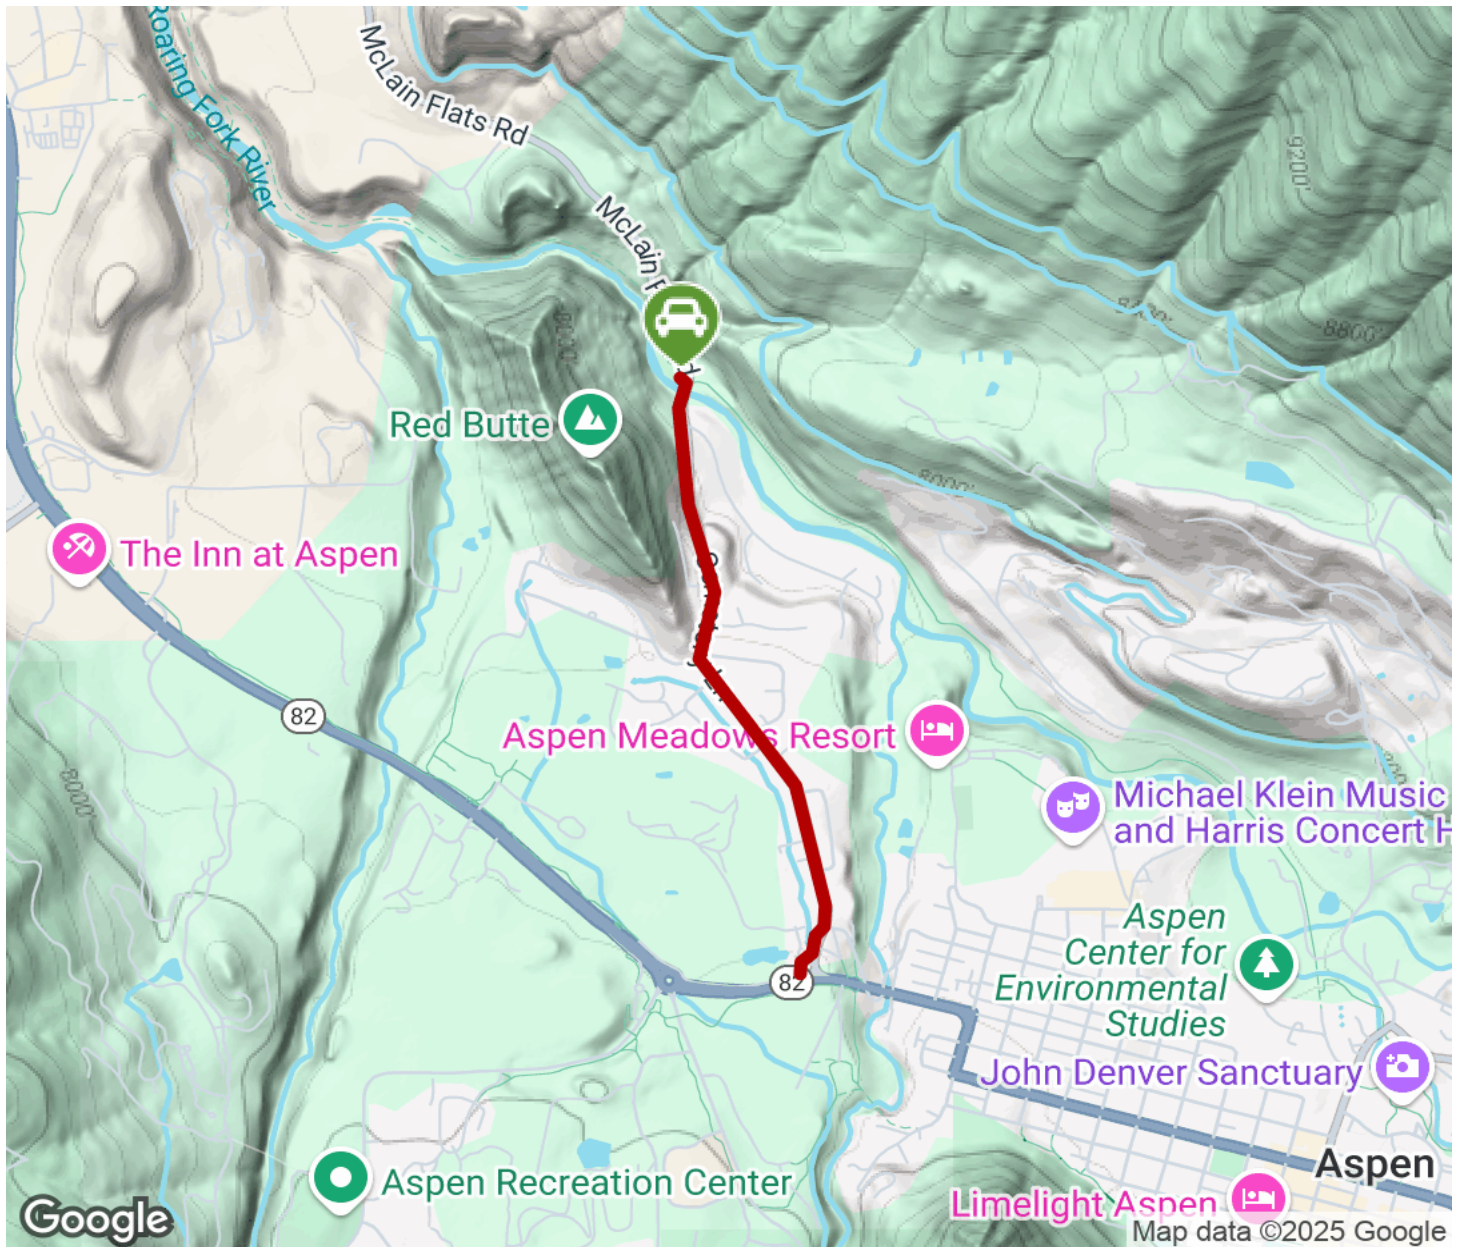 Roaring Fork River
McLain Flats Rd
McLain
9200'
8000'
8400'
8800'
Red Butte
8000'
The Inn at Aspen
82
Aspen Meadows Resort
8000'
Michael Klein Music
and Harris Concert H
Aspen
Center for
Environmental
Studies
82
John Denver Sanctuary
Aspen
Aspen Recreation Center
Limelight Aspen
Google
Map data ©2025 Google